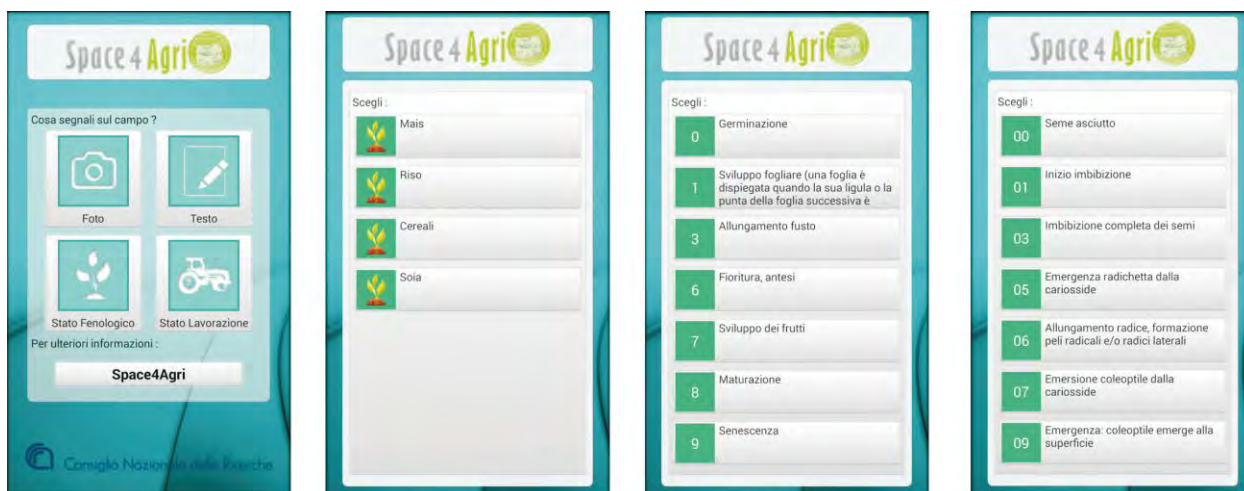 Space 4 Agri
Cosa segnali sul campo ?
Foto
Testo
Stato Fenologico
Stato Lavorazione
Per ulteriori informazioni :
Space4Agri
Consiglio Nazionale delle Ricerche
Space 4 Agri
Scegli :
Mais
Riso
Cereali
Soia
Space 4 Agri
Scegli :
0
Germinazione
1
Sviluppo fogliare (una foglia è
dispiegata quando la sua ligula o la
punta della foglia successiva è
3
Allungamento fusto
6
Fioritura, antesi
7
Sviluppo dei frutti
8
Maturazione
9
Senescenza
Space 4 Agri
Scegli :
00
Seme asciutto
01
Inizio imbibizione
03
Imbibizione completa dei semi
05
Emergenza radichetta dalla
cariosside
06
Allungamento radice, formazione
peli radicali e/o radici laterali
07
Emersione coleoptile dalla
cariosside
09
Emergenza: coleoptile emerge alla
superficie